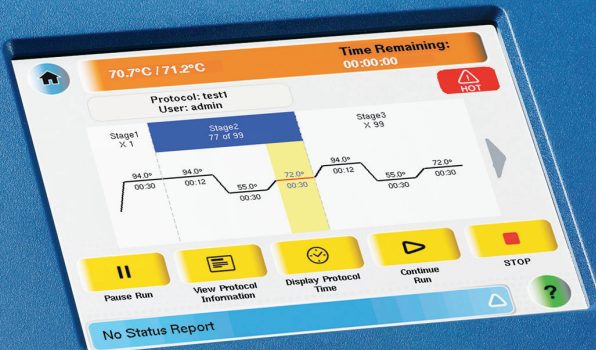 70.7°C / 71.2°C
Time Remaining:
00:00:00
HOT
Protocol: test1
User: admin
Stage1
X 1
Stage2
77 of 99
Stage3
X 99
94.0°
00:30
94.0°
00:12
55.0°
00:30
72.0°
00:30
94.0°
00:12
55.0°
00:30
72.0°
00:30
Pause Run
View Protocol
Information
Display Protocol
Time
Continue
Run
STOP
No Status Report
?